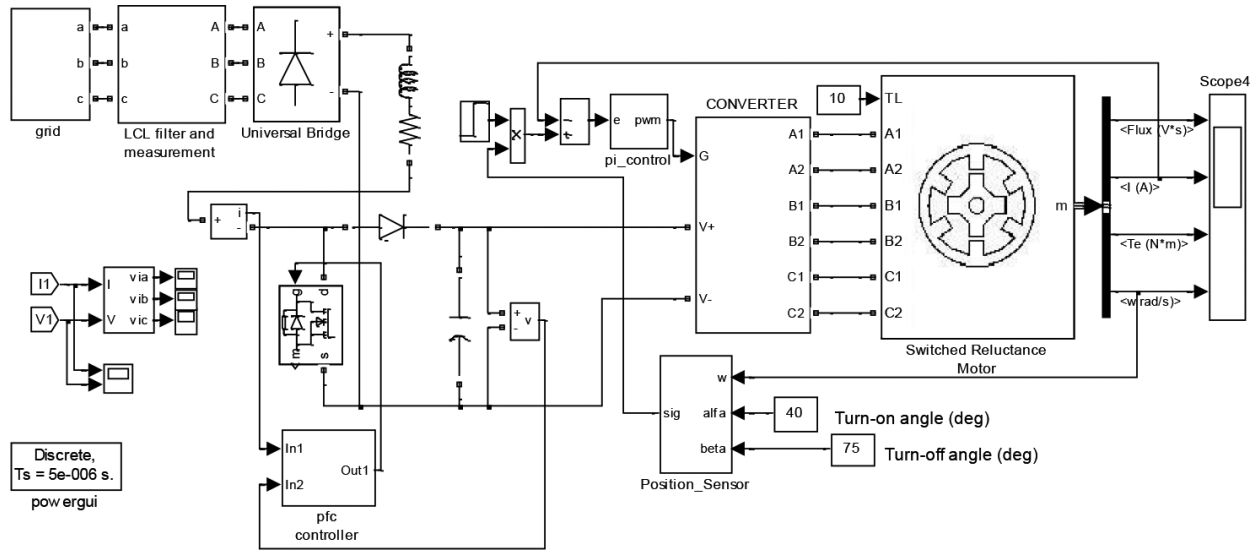 a a A A
b b B B
c c C C
+
-
grid
LCL filter and
measurement
Universal Bridge
+ i
-
I1
V1
I via
V vib
vic
g d
m s
+ v
-
Discrete,
Ts = 5e-006 s.
powergui
In1
In2
Out1
pfc
controller
X
e pwm
pi_control
CONVERTER
G
V+
V-
A1
A2
B1
B2
C1
C2
10
TL
A1
A2
B1
B2
C1
C2
m
Switched Reluctance
Motor
<Flux (V*s)>
<I (A)>
<Te (N*m)>
<w rad/s)>
Scope4
w
sig alfa
beta
Position_Sensor
40
Turn-on angle (deg)
75
Turn-off angle (deg)